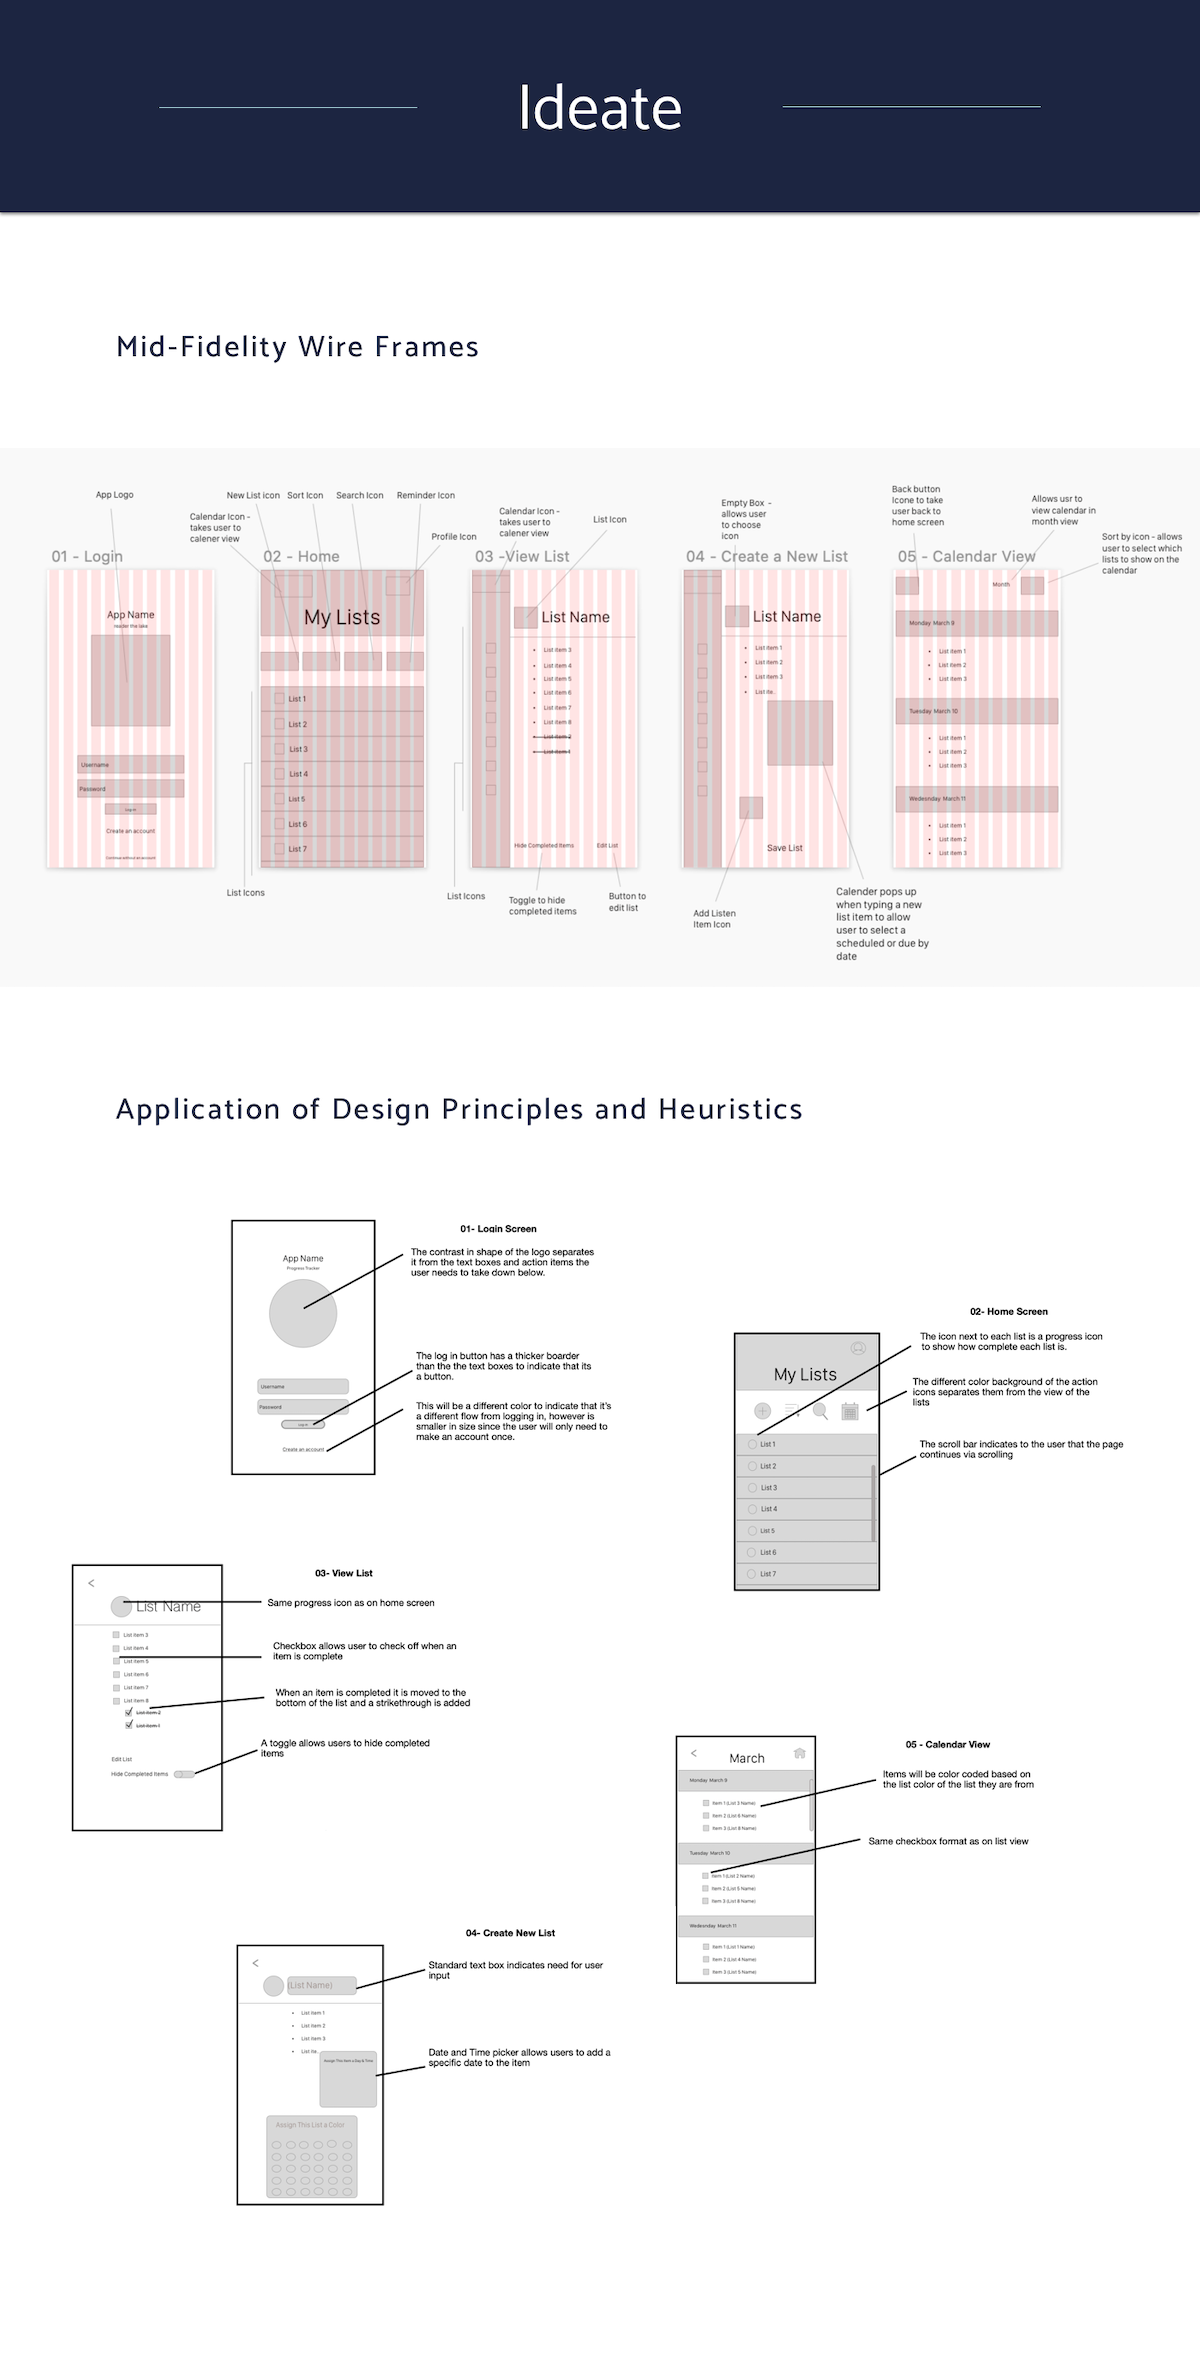 Ideate
Mid-Fidelity Wire Frames
App Logo
New List icon
Sort Icon
Search Icon
Reminder Icon
Calendar Icon -
takes user to
calener view
Profile Icon
Calendar Icon -
takes user to
calener view
List Icon
Empty Box -
allows user
to choose
icon
Back button
Icone to take
user back to
home screen
Allows usr to
view calendar in
month view
Sort by icon - allows
user to select which
lists to show on the
calendar
01 - Login
App Name
Username
Password
Log in
Create an account
Continue without an account
02 - Home
My Lists
List 1
List 2
List 3
List 4
List 5
List 6
List 7
List Icons
03 -View List
List Name
List item 3
List item 4
List item 5
List item 6
List item 7
List item 8
List item 2
List item 1
Hide Completed Items
Edit List
List Icons
Toggle to hide
completed items
Button to
edit list
04 - Create a New List
List Name
List item 1
List item 2
List item 3
List ite..
Save List
Add Listen
Item Icon
Calender pops up
when typing a new
list item to allow
user to select a
scheduled or due by
date
05 - Calendar View
Month
Monday March 9
List item 1
List item 2
List item 3
Tuesday March 10
List item 1
List item 2
List item 3
Wedesnday March 11
List item 1
List item 2
List item 3
Application of Design Principles and Heuristics
01- Login Screen
App Name
Progress Tracker
Username
Password
Log in
Create an account
The contrast in shape of the logo separates
it from the text boxes and action items the
user needs to take down below.
The log in button has a thicker boarder
than the the text boxes to indicate that its
a button.
This will be a different color to indicate that it's
a different flow from logging in, however is
smaller in size since the user will only need to
make an account once.
02- Home Screen
My Lists
List 1
List 2
List 3
List 4
List 5
List 6
List 7
The icon next to each list is a progress icon
to show how complete each list is.
The different color background of the action
icons separates them from the view of the
lists
The scroll bar indicates to the user that the page
continues via scrolling
03- View List
<
List Name
List item 3
List item 4
List item 5
List item 6
List item 7
List item 8
List item 2
List item 1
Edit List
Hide Completed Items
Same progress icon as on home screen
Checkbox allows user to check off when an
item is complete
When an item is completed it is moved to the
bottom of the list and a strikethrough is added
A toggle allows users to hide completed
items
05 - Calendar View
<
March
Monday March 9
Item 1 (List 3 Name)
Item 2 (List 6 Name)
Item 3 (List 8 Name)
Tuesday March 10
Item 1 (List 2 Name)
Item 2 (List 5 Name)
Item 3 (List 8 Name)
Wedesnday March 11
Item 1 (List 1 Name)
Item 2 (List 4 Name)
Item 3 (List 5 Name)
Items will be color coded based on
the list color of the list they are from
Same checkbox format as on list view
04- Create New List
<
(List Name)
List item 1
List item 2
List item 3
List ite..
Assign This Item a Day & Time
Assign This List a Color
Standard text box indicates need for user
input
Date and Time picker allows users to add a
specific date to the item